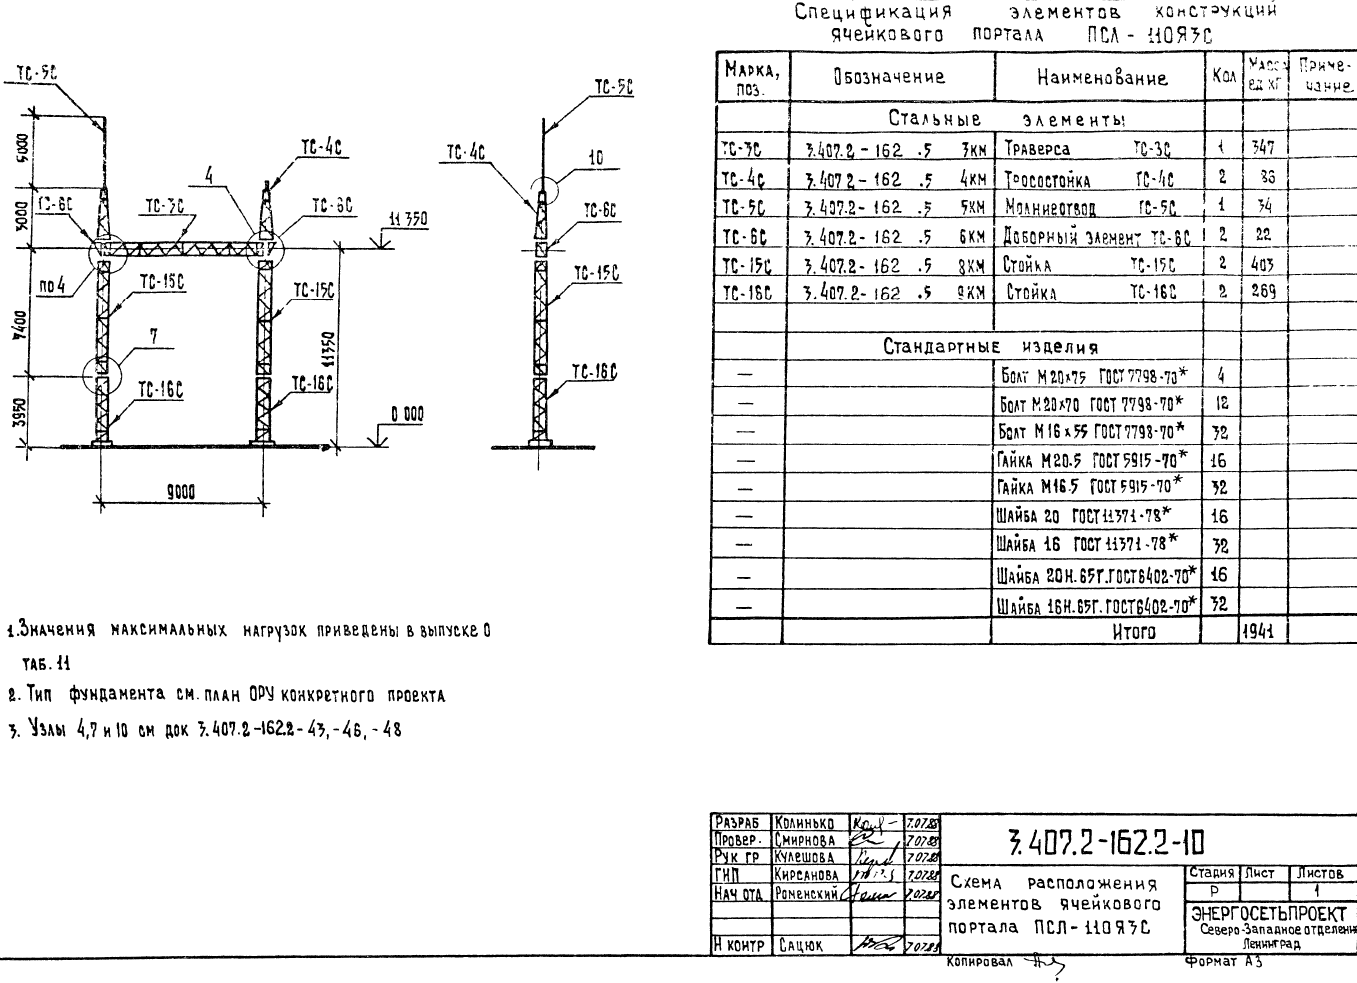 Спецификация элементов конструкций
ячейкового портала ПСЛ-110Я3С
Марка, поз. Обозначение Наименование Кол Масса ед кг Примечание
Стальные элементы
ТС-3С 3.407.2-162 .5 3КМ Траверса ТС-3С 1 347
ТС-4С 3.407.2-162 .5 4КМ Тросостойка ТС-4С 2 36
ТС-5С 3.407.2-162 .5 5КМ Молниеотвод ТС-5С 1 34
ТС-6С 3.407.2-162 .5 6КМ Доборный элемент ТС-6С 2 22
ТС-15С 3.407.2-162 .5 8КМ Стойка ТС-15С 2 403
ТС-16С 3.407.2-162 .5 9КМ Стойка ТС-16С 2 269
Стандартные изделия
— Болт М20х75 ГОСТ 7798-70* 4
— Болт М20х70 ГОСТ 7798-70* 12
— Болт М16х55 ГОСТ 7798-70* 32
— Гайка М20.5 ГОСТ 5915-70* 16
— Гайка М16.5 ГОСТ 5915-70* 32
— Шайба 20 ГОСТ 11371-78* 16
— Шайба 16 ГОСТ 11371-78* 32
— Шайба 20Н.65Г.ГОСТ6402-70* 16
— Шайба 16Н.65Г.ГОСТ6402-70* 32
Итого 1941
ТС-5С
5000
3000
7400
3950
ТС-6С
ТС-3С
4
ТС-4С
ТС-6С
11 350
по 4
ТС-15С
ТС-15С
7
ТС-16С
ТС-16С
11350
0 000
9000
ТС-5С
ТС-4С
10
ТС-6С
ТС-15С
ТС-16С
1. Значения максимальных нагрузок приведены в выпуске 0
таб. 11
2. Тип фундамента см. план ОРУ конкретного проекта
3. Узлы 4,7 и 10 см док 3.407.2-162.2-43,-46,-48
Разраб Колинько 7.07.88
Провер. Смирнова 7.07.88
Рук гр Кулешова 7.07.88
ГИП Кирсанова 7.07.88
Нач отд Роменский 7.07.88
Н контр Сацюк 7.07.88
3.407.2-162.2-10
Схема расположения
элементов ячейкового
портала ПСЛ-110Я3С
Стадия Лист Листов
Р 1
ЭНЕРГОСЕТЬПРОЕКТ
Северо-Западное отделение
Ленинград
Копировал
Формат А3